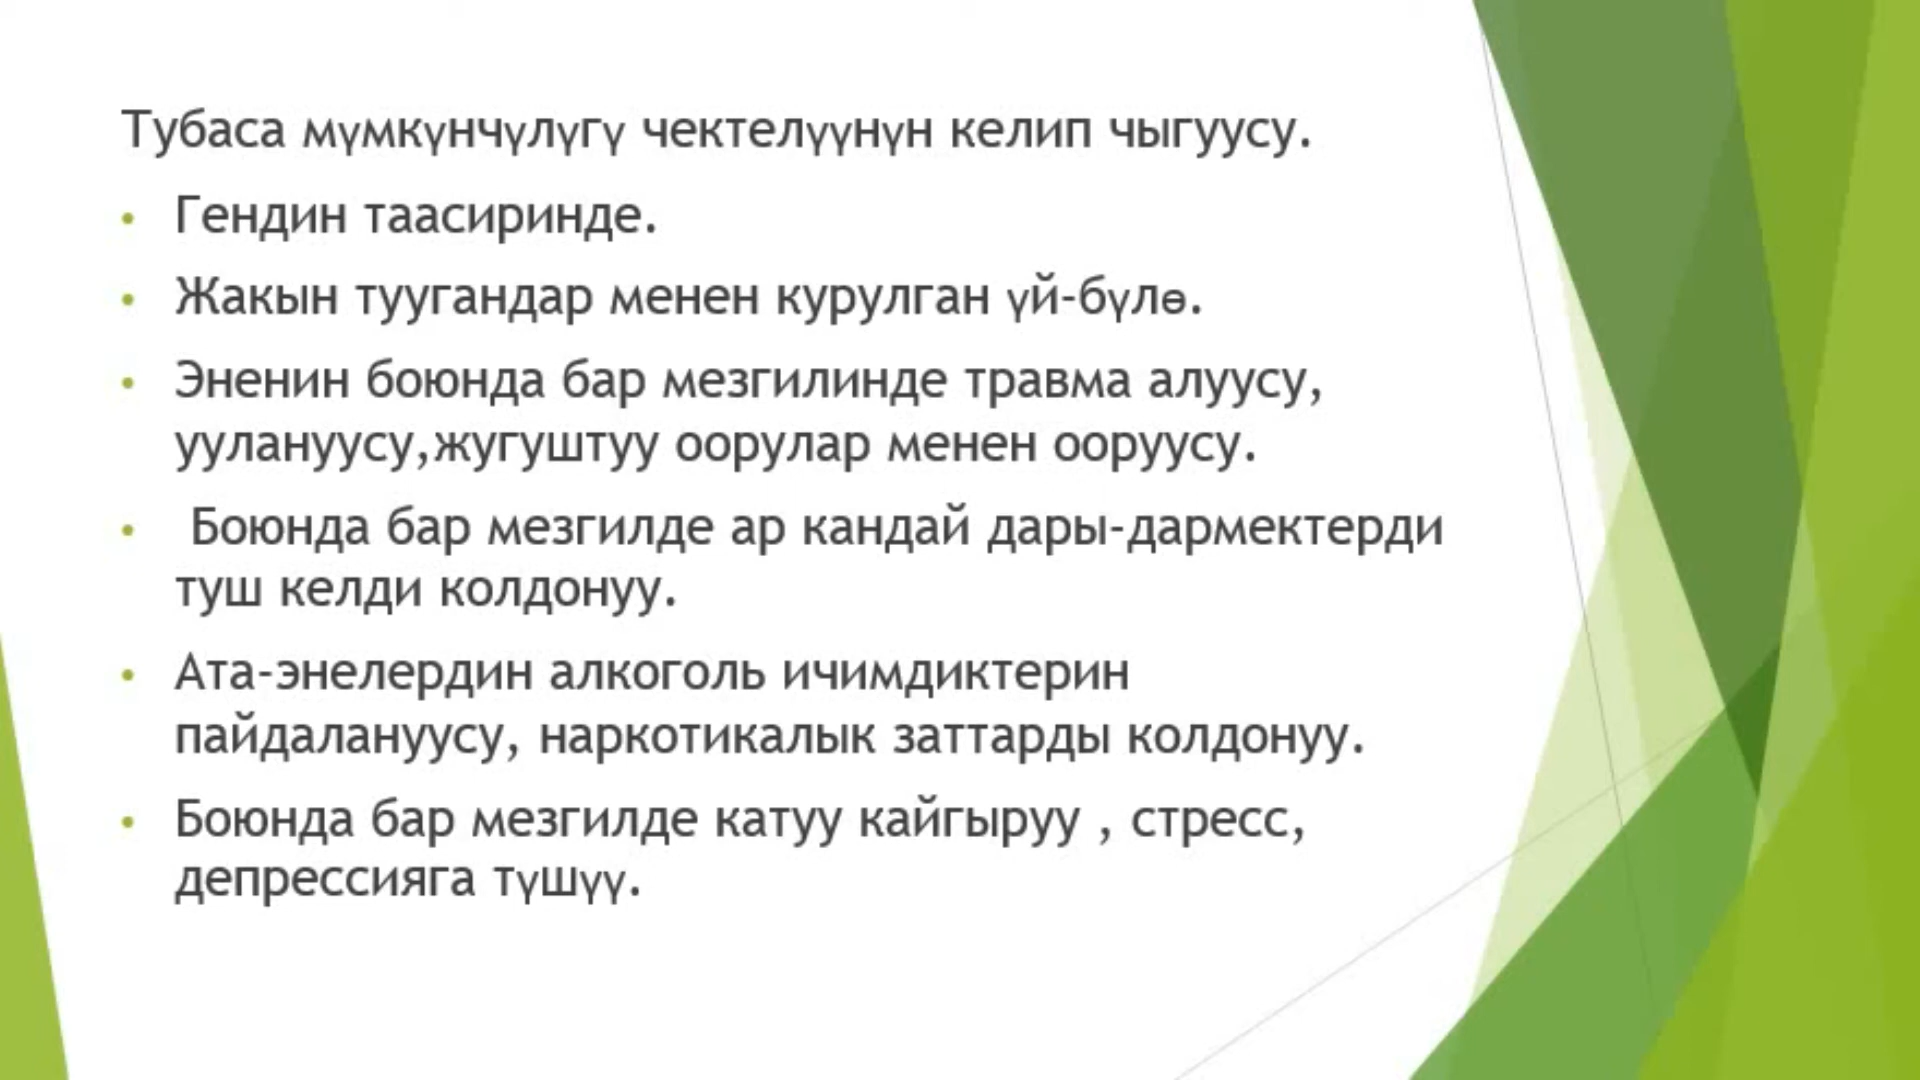 Тубаса мүмкүнчүлүгү чектелүүнүн келип чыгуусу.
• Гендин таасиринде.
• Жакын туугандар менен курулган үй-бүлө.
• Эненин боюнда бар мезгилинде травма алуусу,
уулануусу,жугуштуу оорулар менен ооруусу.
• Боюнда бар мезгилде ар кандай дары-дармектерди
туш келди колдонуу.
• Ата-энелердин алкоголь ичимдиктерин
пайдалануусу, наркотикалык заттарды колдонуу.
• Боюнда бар мезгилде катуу кайгыруу , стресс,
депрессияга түшүү.